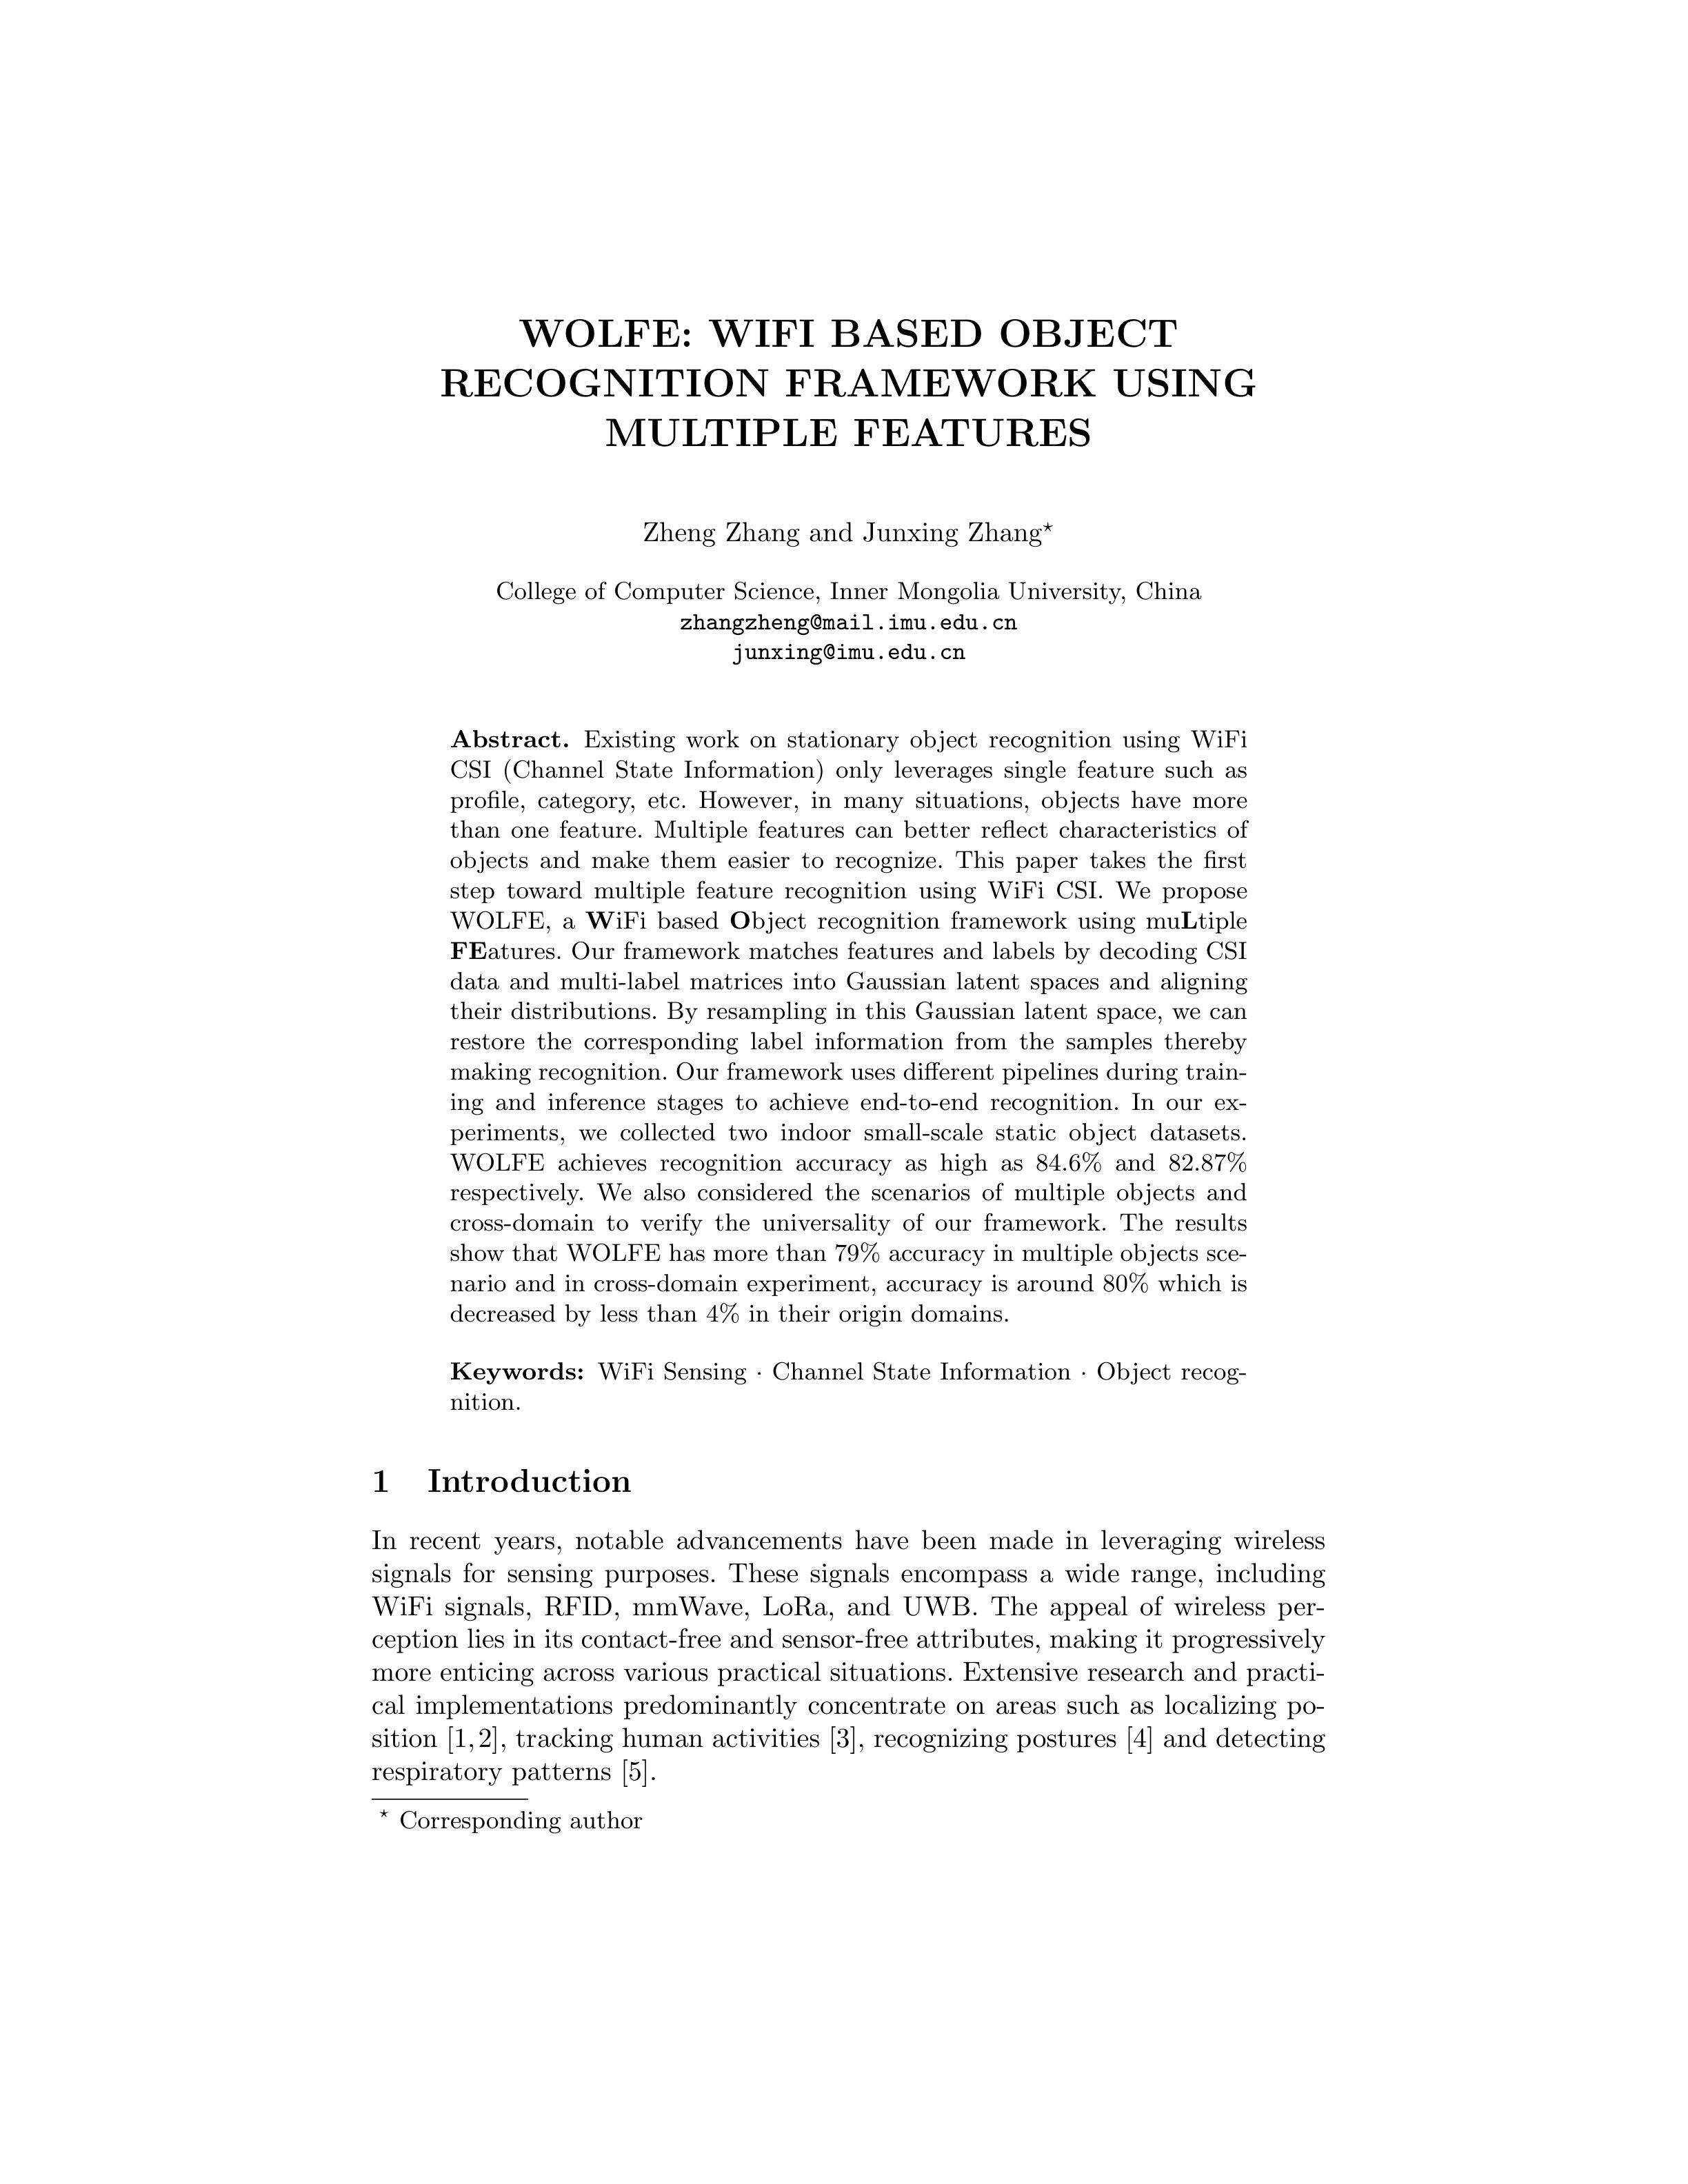 WOLFE: WIFI BASED OBJECT
RECOGNITION FRAMEWORK USING
MULTIPLE FEATURES
Zheng Zhang and Junxing Zhang⋆
College of Computer Science, Inner Mongolia University, China
zhangzheng@mail.imu.edu.cn
junxing@imu.edu.cn
Abstract. Existing work on stationary object recognition using WiFi
CSI (Channel State Information) only leverages single feature such as
profile, category, etc. However, in many situations, objects have more
than one feature. Multiple features can better reflect characteristics of
objects and make them easier to recognize. This paper takes the first
step toward multiple feature recognition using WiFi CSI. We propose
WOLFE, a WiFi based Object recognition framework using muLtiple
FEatures. Our framework matches features and labels by decoding CSI
data and multi-label matrices into Gaussian latent spaces and aligning
their distributions. By resampling in this Gaussian latent space, we can
restore the corresponding label information from the samples thereby
making recognition. Our framework uses different pipelines during train-
ing and inference stages to achieve end-to-end recognition. In our ex-
periments, we collected two indoor small-scale static object datasets.
WOLFE achieves recognition accuracy as high as 84.6% and 82.87%
respectively. We also considered the scenarios of multiple objects and
cross-domain to verify the universality of our framework. The results
show that WOLFE has more than 79% accuracy in multiple objects sce-
nario and in cross-domain experiment, accuracy is around 80% which is
decreased by less than 4% in their origin domains.
Keywords: WiFi Sensing · Channel State Information · Object recog-
nition.
1 Introduction
In recent years, notable advancements have been made in leveraging wireless
signals for sensing purposes. These signals encompass a wide range, including
WiFi signals, RFID, mmWave, LoRa, and UWB. The appeal of wireless per-
ception lies in its contact-free and sensor-free attributes, making it progressively
more enticing across various practical situations. Extensive research and practi-
cal implementations predominantly concentrate on areas such as localizing po-
sition [1,2], tracking human activities [3], recognizing postures [4] and detecting
respiratory patterns [5].
⋆ Corresponding author